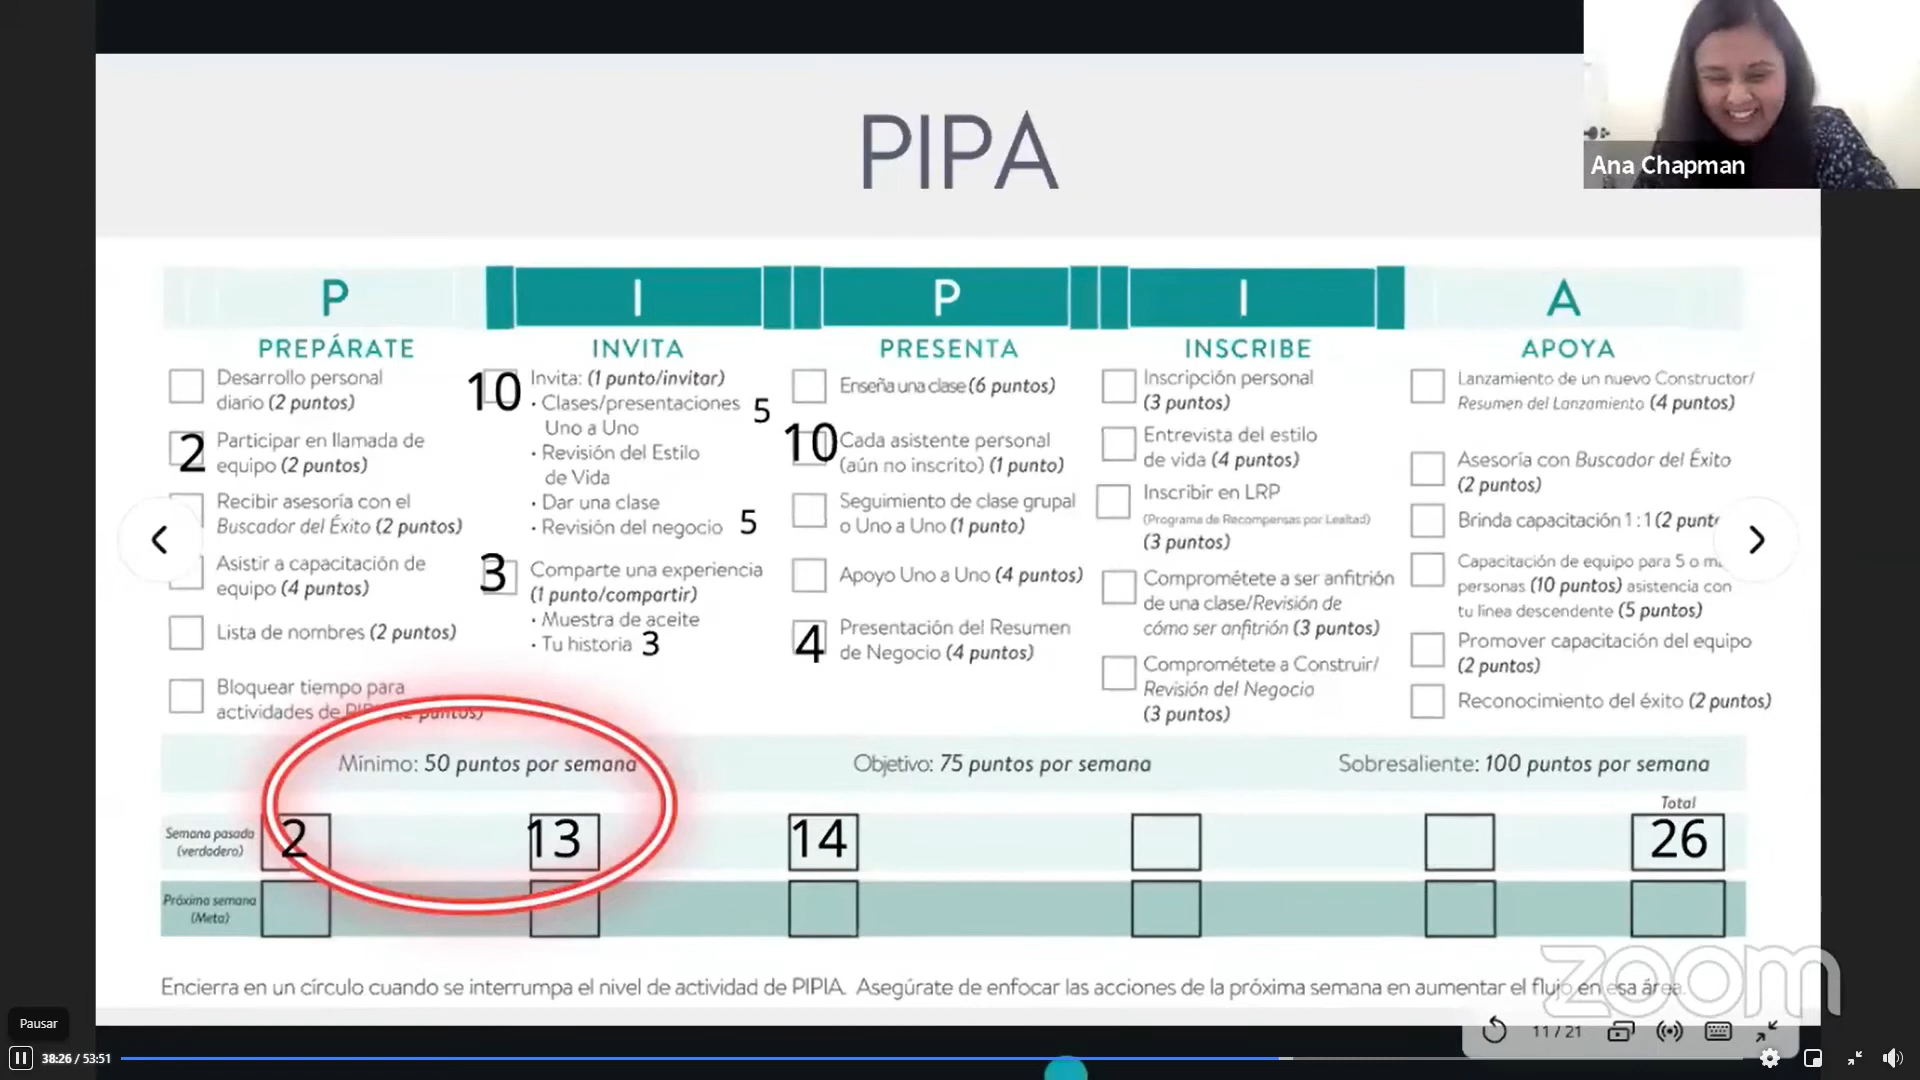 PIPA
Ana Chapman
P
I
P
I
A
PREPÁRATE
INVITA
PRESENTA
INSCRIBE
APOYA
Desarrollo personal
diario (2 puntos)
2 Participar en llamada de
equipo (2 puntos)
Recibir asesoría con el
Buscador del Éxito (2 puntos)
Asistir a capacitación de
equipo (4 puntos)
Lista de nombres (2 puntos)
Bloquear tiempo para
actividades de (2 puntos)
10 Invita: (1 punto/invitar)
• Clases/presentaciones 5
Uno a Uno
• Revisión del Estilo
de Vida
• Dar una clase
• Revisión del negocio 5
3 Comparte una experiencia
(1 punto/compartir)
• Muestra de aceite
• Tu historia 3
Enseña una clase (6 puntos)
10 Cada asistente personal
(aún no inscrito) (1 punto)
Seguimiento de clase grupal
o Uno a Uno (1 punto)
Apoyo Uno a Uno (4 puntos)
4 Presentación del Resumen
de Negocio (4 puntos)
Inscripción personal
(3 puntos)
Entrevista del estilo
de vida (4 puntos)
Inscribir en LRP
(Programa de Recompensas por Lealtad)
(3 puntos)
Comprométete a ser anfitrión
de una clase/Revisión de
cómo ser anfitrión (3 puntos)
Comprométete a Construir/
Revisión del Negocio
(3 puntos)
Lanzamiento de un nuevo Constructor/
Resumen del Lanzamiento (4 puntos)
Asesoría con Buscador del Éxito
(2 puntos)
Brinda capacitación 1 : 1 (2 punt
Capacitación de equipo para 5 o m
personas (10 puntos) asistencia con
tu línea descendente (5 puntos)
Promover capacitación del equipo
(2 puntos)
Reconocimiento del éxito (2 puntos)
Mínimo: 50 puntos por semana
Objetivo: 75 puntos por semana
Sobresaliente: 100 puntos por semana
Total
Semana pasada
(verdadero)
2
13
14
26
Próxima semana
(Meta)
Encierra en un círculo cuando se interrumpa el nivel de actividad de PIPIA. Asegúrate de enfocar las acciones de la próxima semana en aumentar el flujo en esa área.
zoom
Pausar
11 / 21
38:26 / 53:51